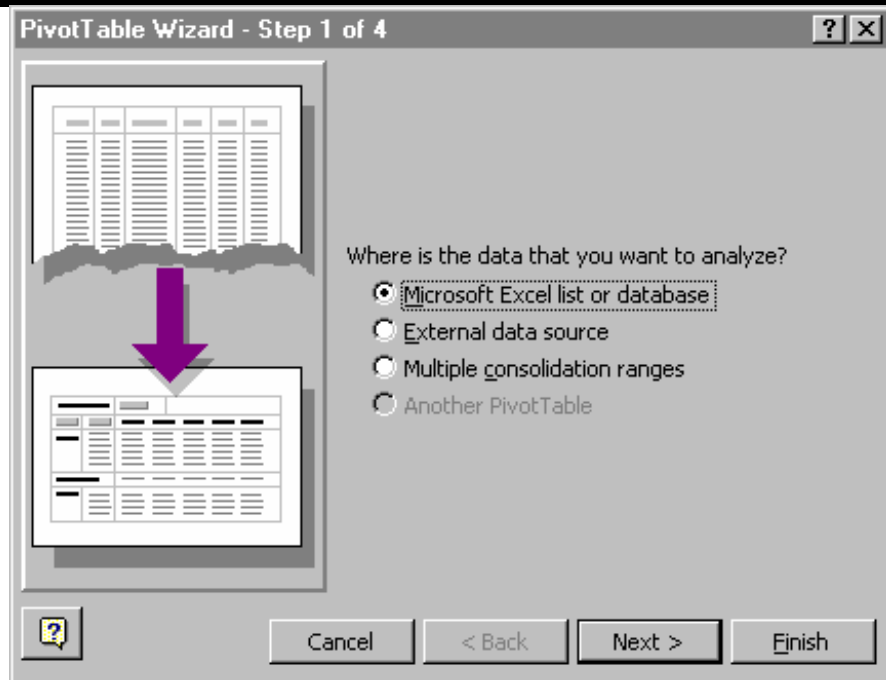 PivotTable Wizard - Step 1 of 4
Where is the data that you want to analyze?
Microsoft Excel list or database
External data source
Multiple consolidation ranges
Another PivotTable
Cancel < Back Next > Finish